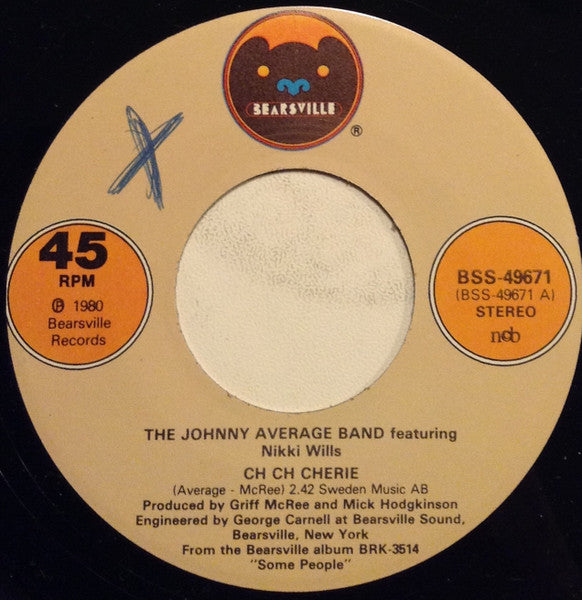 BEARSVILLE
®
45
RPM
℗ 1980
Bearsville
Records
BSS-49671
(BSS-49671 A)
STEREO
ncb
THE JOHNNY AVERAGE BAND featuring
Nikki Wills
CH CH CHERIE
(Average - McRee) 2.42 Sweden Music AB
Produced by Griff McRee and Mick Hodgkinson
Engineered by George Carnell at Bearsville Sound,
Bearsville, New York
From the Bearsville album BRK-3514
"Some People"